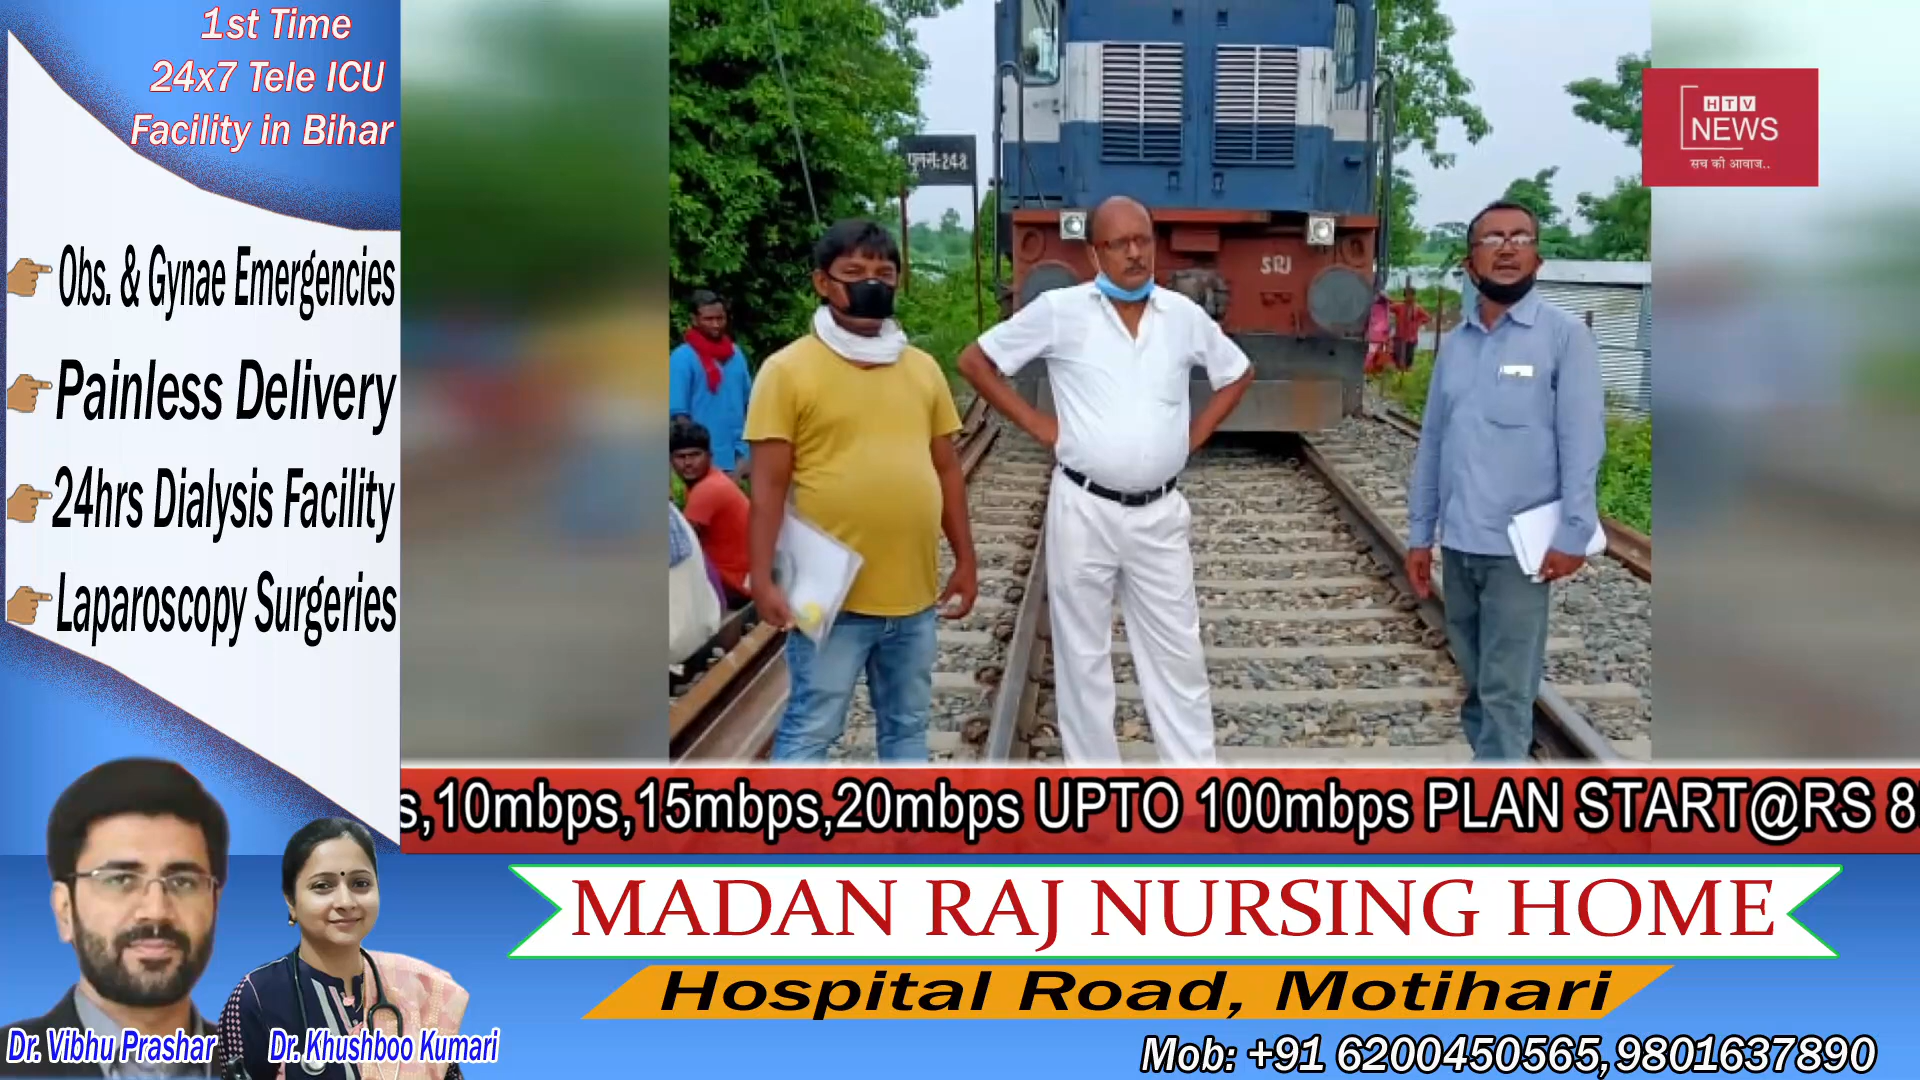 1st Time
24x7 Tele ICU
Facility in Bihar
Obs. & Gynae Emergencies
Painless Delivery
24hrs Dialysis Facility
Laparoscopy Surgeries
पुल सं:248
SPJ
HTV
NEWS
सच की आवाज..
s,10mbps,15mbps,20mbps UPTO 100mbps PLAN START@RS 8
MADAN RAJ NURSING HOME
Hospital Road, Motihari
Dr. Vibhu Prashar
Dr. Khushboo Kumari
Mob: +91 6200450565,9801637890